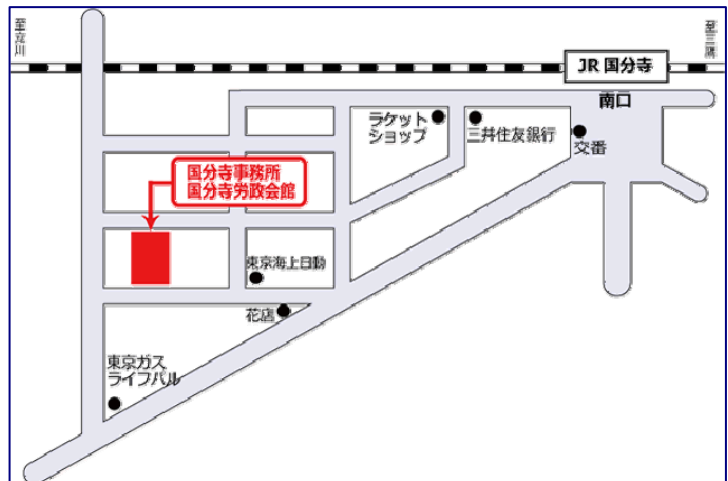 至立川
至三鷹
JR 国分寺
南口
ラケット
ショップ
三井住友銀行
交番
国分寺事務所
国分寺労政会館
東京海上日動
花店
東京ガス
ライフバル